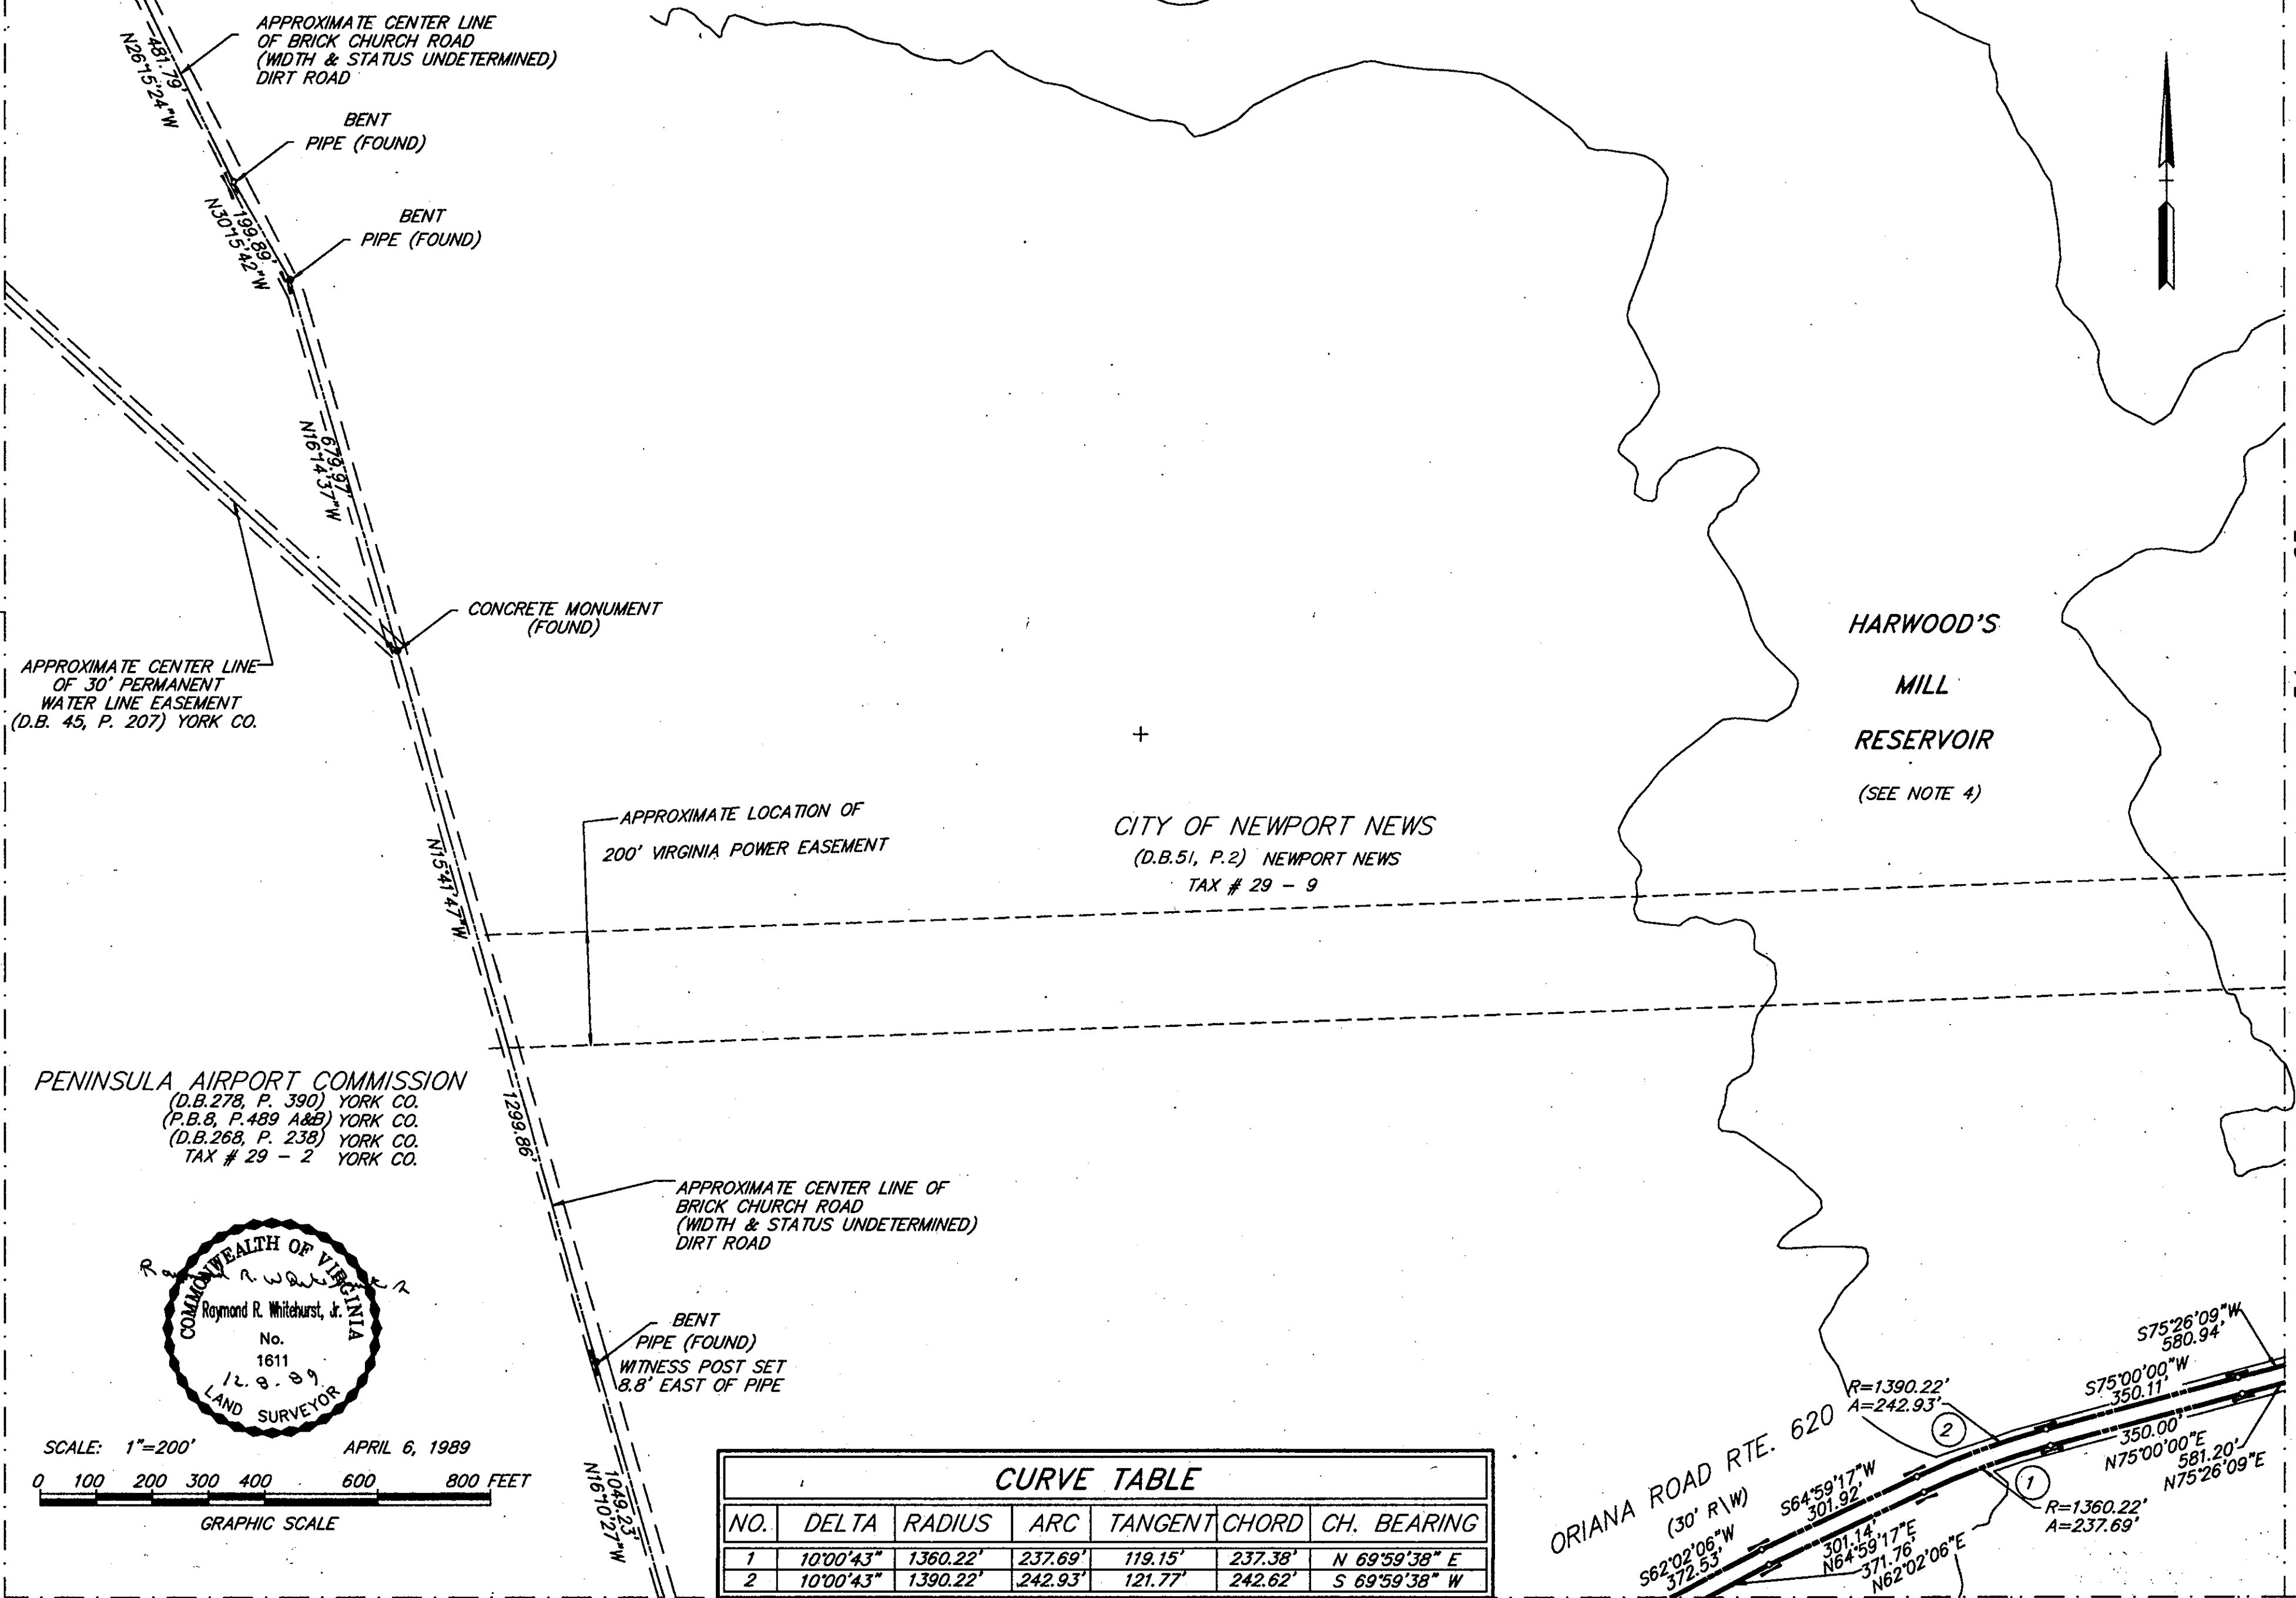 APPROXIMATE CENTER LINE
OF BRICK CHURCH ROAD
(WIDTH & STATUS UNDETERMINED)
DIRT ROAD
481.79'
N26°15'24"W
BENT
PIPE (FOUND)
199.89'
N30°15'42"W
BENT
PIPE (FOUND)
679.97'
N16°14'37"W
CONCRETE MONUMENT
(FOUND)
APPROXIMATE CENTER LINE
OF 30' PERMANENT
WATER LINE EASEMENT
(D.B. 45, P. 207) YORK CO.
HARWOOD'S
MILL
RESERVOIR
(SEE NOTE 4)
N15°41'47"W
APPROXIMATE LOCATION OF
200' VIRGINIA POWER EASEMENT
CITY OF NEWPORT NEWS
(D.B.51, P.2) NEWPORT NEWS
TAX # 29 - 9
PENINSULA AIRPORT COMMISSION
(D.B.278, P. 390) YORK CO.
(P.B.8, P.489 A&B) YORK CO.
(D.B.268, P. 238) YORK CO.
TAX # 29 - 2 YORK CO.
1299.86'
APPROXIMATE CENTER LINE OF
BRICK CHURCH ROAD
(WIDTH & STATUS UNDETERMINED)
DIRT ROAD
COMMONWEALTH OF VIRGINIA
Raymond R. Whitehurst, Jr.
No.
1611
12.8.89
LAND SURVEYOR
BENT
PIPE (FOUND)
WITNESS POST SET
8.8' EAST OF PIPE
SCALE: 1"=200' APRIL 6, 1989
0 100 200 300 400 600 800 FEET
GRAPHIC SCALE
1049.23'
N16°10'27"W
CURVE TABLE
NO. DELTA RADIUS ARC TANGENT CHORD CH. BEARING
1 10°00'43" 1360.22' 237.69' 119.15' 237.38' N 69°59'38" E
2 10°00'43" 1390.22' 242.93' 121.77' 242.62' S 69°59'38" W
ORIANA ROAD RTE. 620
(30' R\W)
S75°26'09"W
580.94'
S75°00'00"W
350.11'
R=1390.22'
A=242.93'
2
350.00'
N75°00'00"E
581.20'
N75°26'09"E
1
R=1360.22'
A=237.69'
S64°59'17"W
301.92'
S62°02'06"W
372.53'
301.14'
N64°59'17"E
371.76'
N62°02'06"E